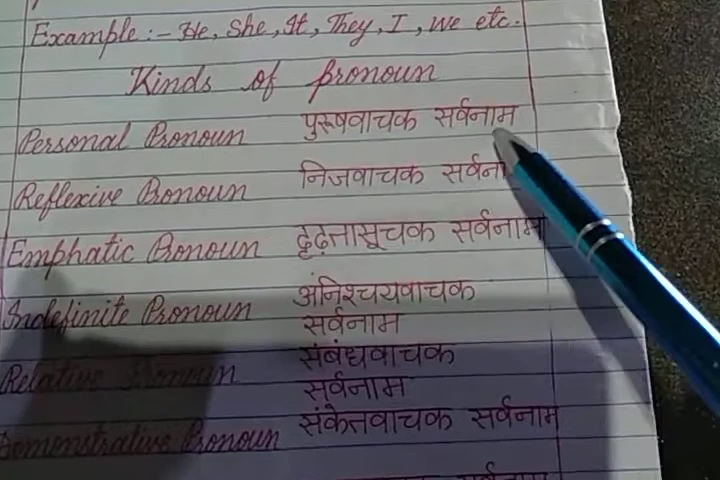 Example :- He, She, It, They, I, we etc.
Kinds of pronoun
Personal Pronoun पुरुषवाचक सर्वनाम
Reflexive Pronoun निजवाचक सर्वना
Emphatic Pronoun दृढ़तासूचक सर्वनाम
Indefinite Pronoun अनिश्चयवाचक
सर्वनाम
Relative Pronoun संबंधवाचक
सर्वनाम
Demonstrative Pronoun संकेतवाचक सर्वनाम